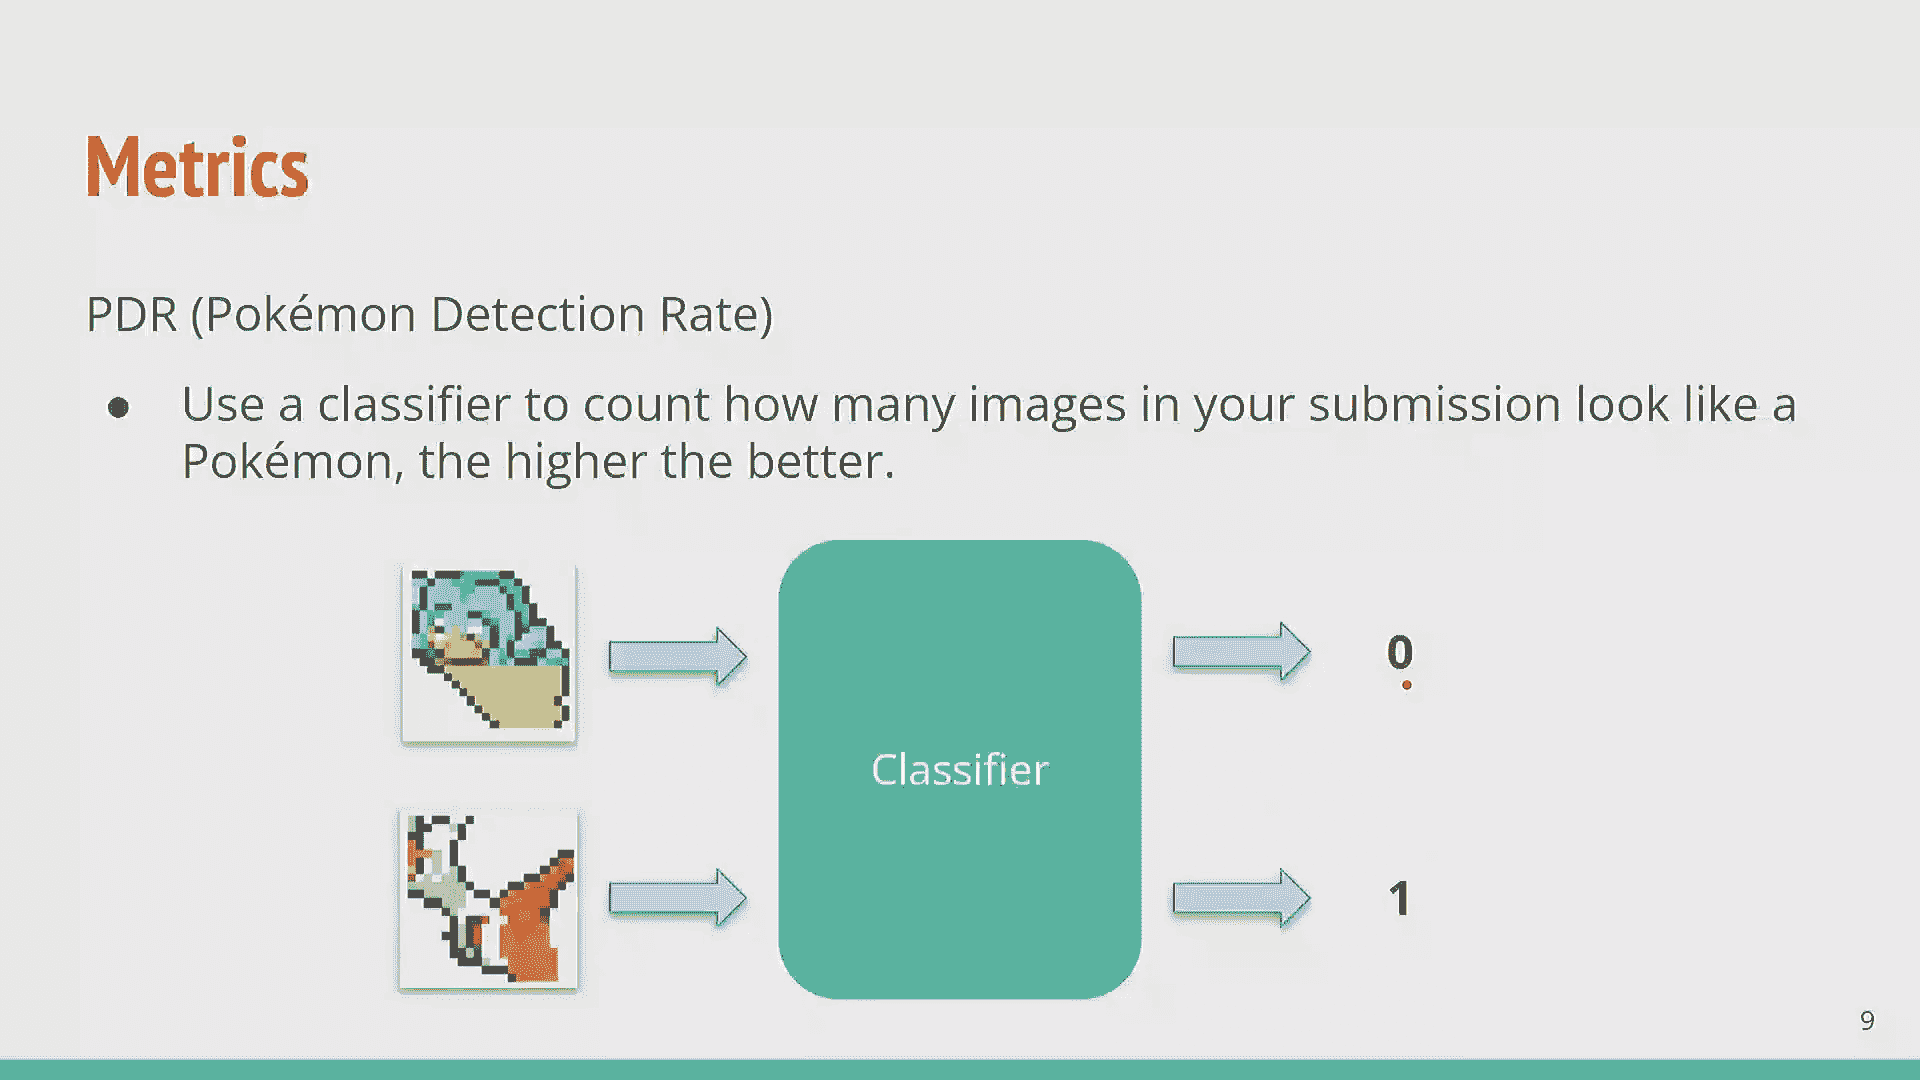 Metrics
PDR (Pokémon Detection Rate)
● Use a classifier to count how many images in your submission look like a
Pokémon, the higher the better.
0
Classifier
1
9